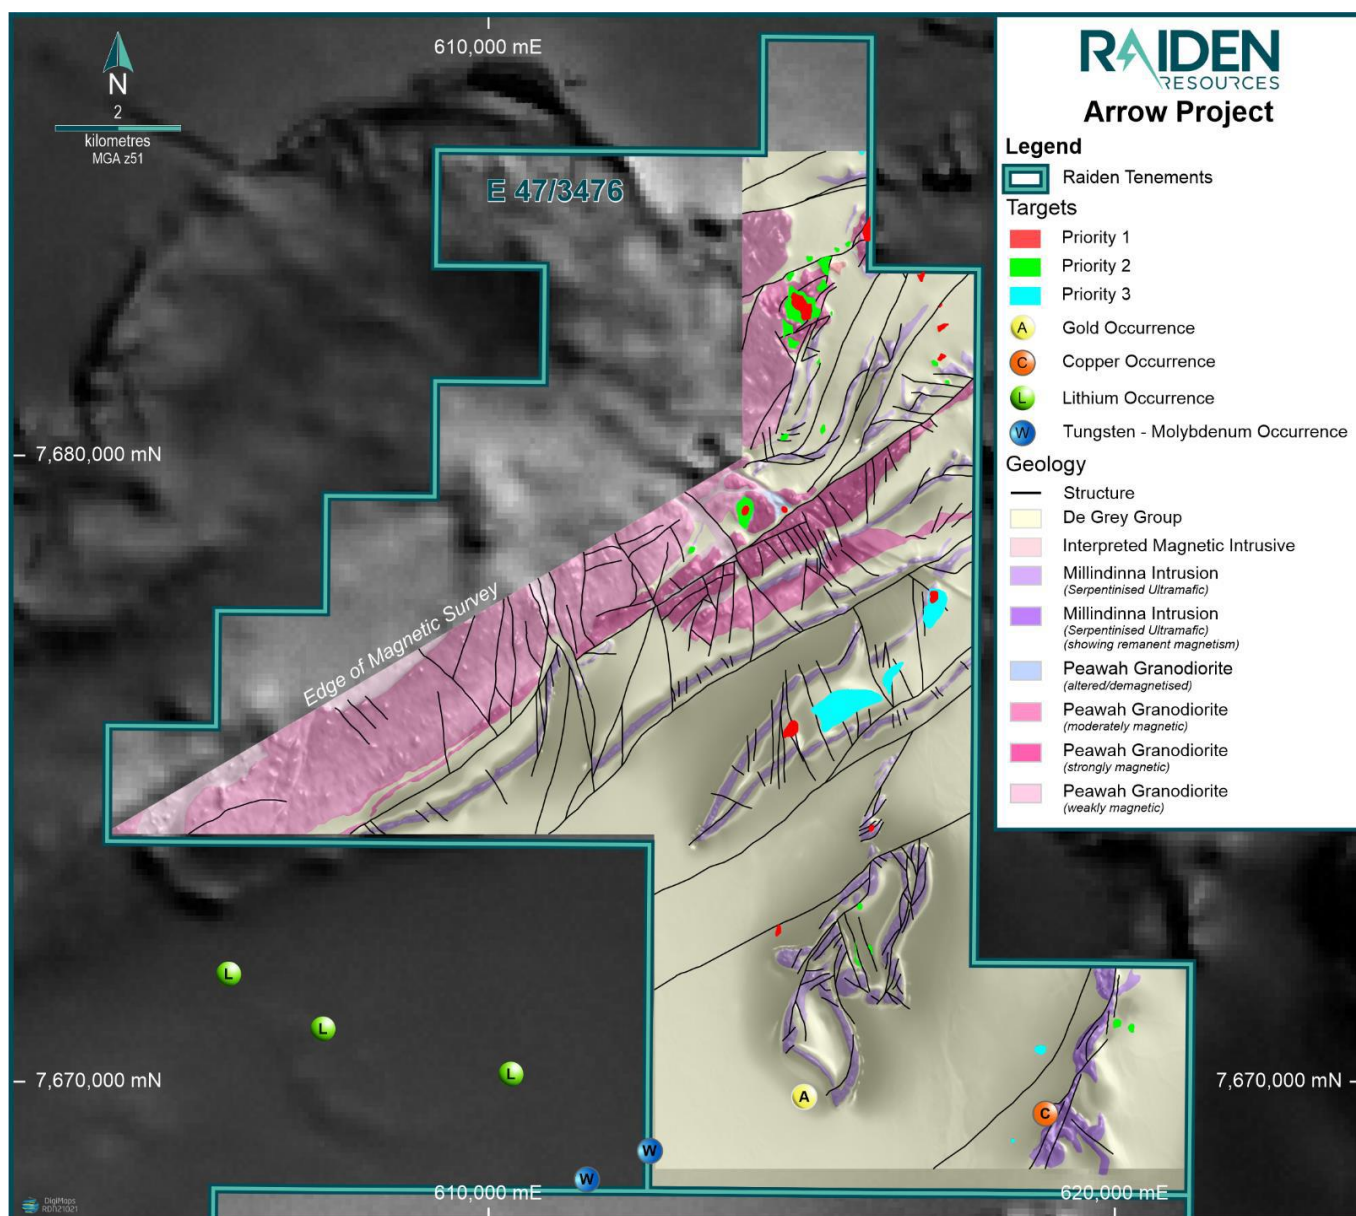 610,000 mE
N
2
kilometres
MGA z51
E 47/3476
7,680,000 mN
Edge of Magnetic Survey
7,670,000 mN
7,670,000 mN
L
L
L
W
W
A
C
610,000 mE
620,000 mE
DigiMaps
RDN21021
RAIDEN
RESOURCES
Arrow Project
Legend
Raiden Tenements
Targets
Priority 1
Priority 2
Priority 3
A Gold Occurrence
C Copper Occurrence
L Lithium Occurrence
W Tungsten - Molybdenum Occurrence
Geology
Structure
De Grey Group
Interpreted Magnetic Intrusive
Millindinna Intrusion
(Serpentinised Ultramafic)
Millindinna Intrusion
(Serpentinised Ultramafic)
(showing remanent magnetism)
Peawah Granodiorite
(altered/demagnetised)
Peawah Granodiorite
(moderately magnetic)
Peawah Granodiorite
(strongly magnetic)
Peawah Granodiorite
(weakly magnetic)